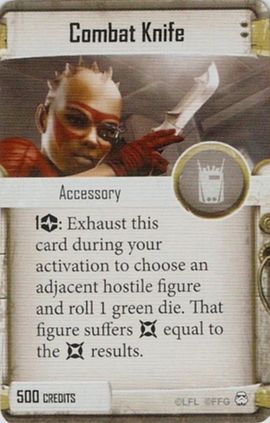 Combat Knife
Accessory
1: Exhaust this
card during your
activation to choose an
adjacent hostile figure
and roll 1 green die. That
figure suffers equal to
the results.
500 CREDITS
©LFL ©FFG